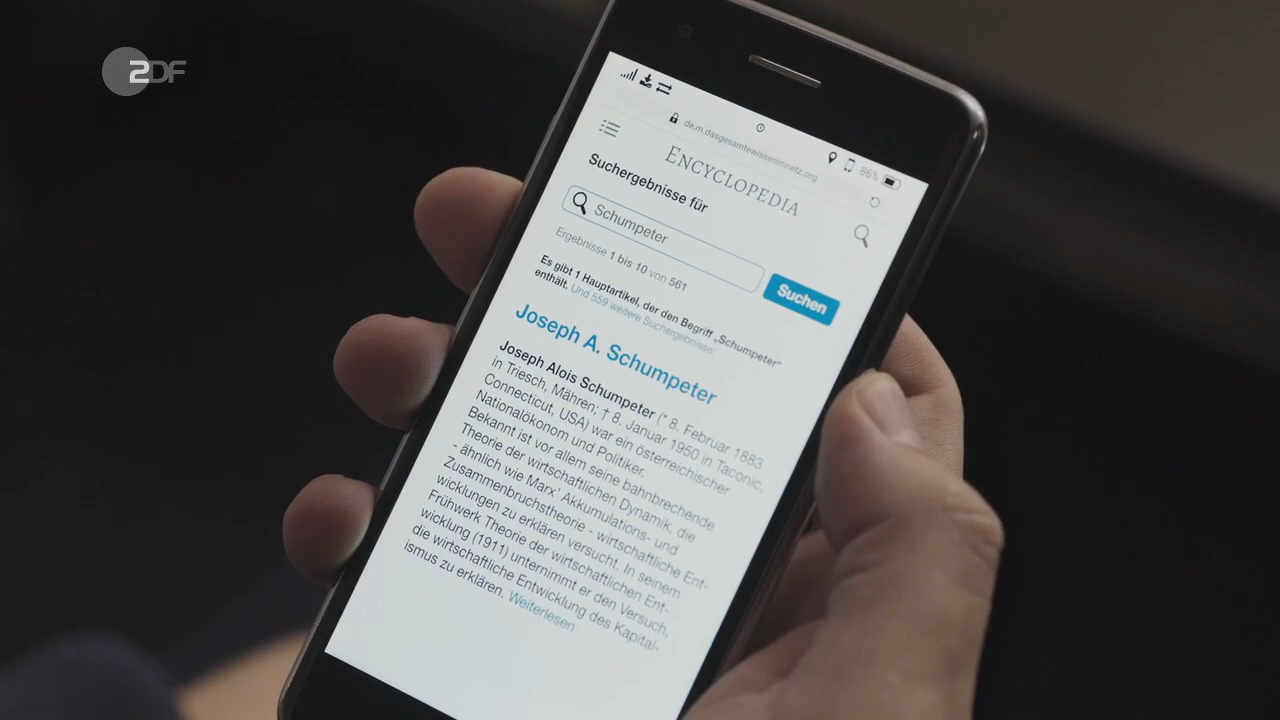 ZDF
86%
de.m.dasgesamtewissenimnetz.org
ENCYCLOPEDIA
Suchergebnisse für
Schumpeter
Suchen
Ergebnisse 1 bis 10 von 561
Es gibt 1 Hauptartikel, der den Begriff „Schumpeter“
enthält. Und 559 weitere Suchergebnisse:
Joseph A. Schumpeter
Joseph Alois Schumpeter (* 8. Februar 1883
in Triesch, Mähren; † 8. Januar 1950 in Taconic,
Connecticut, USA) war ein österreichischer
Nationalökonom und Politiker.
Bekannt ist vor allem seine bahnbrechende
Theorie der wirtschaftlichen Dynamik, die
- ähnlich wie Marx' Akkumulations- und
Zusammenbruchstheorie - wirtschaftliche Ent-
wicklungen zu erklären versucht. In seinem
Frühwerk Theorie der wirtschaftlichen Ent-
wicklung (1911) unternimmt er den Versuch,
die wirtschaftliche Entwicklung des Kapital-
ismus zu erklären. Weiterlesen